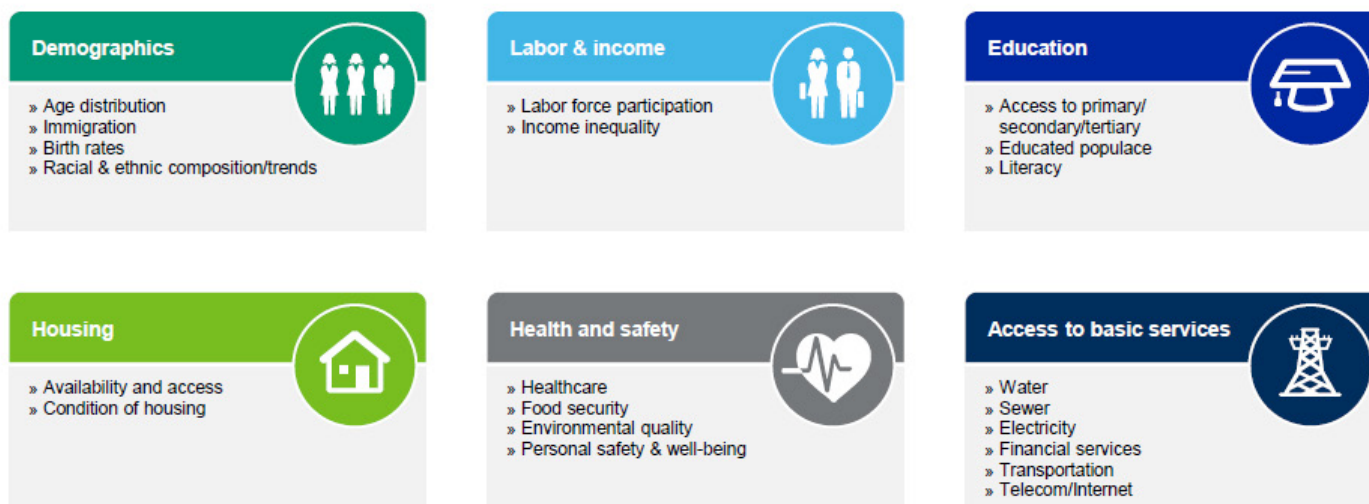 Demographics
» Age distribution
» Immigration
» Birth rates
» Racial & ethnic composition/trends
Labor & income
» Labor force participation
» Income inequality
Education
» Access to primary/
secondary/tertiary
» Educated populace
» Literacy
Housing
» Availability and access
» Condition of housing
Health and safety
» Healthcare
» Food security
» Environmental quality
» Personal safety & well-being
Access to basic services
» Water
» Sewer
» Electricity
» Financial services
» Transportation
» Telecom/Internet